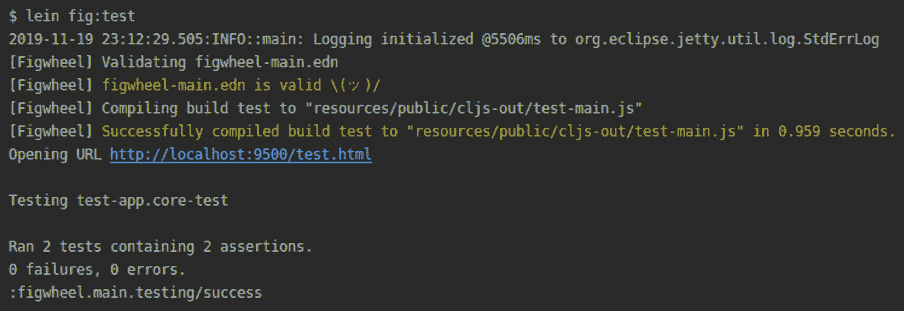 $ lein fig:test
2019-11-19 23:12:29.505:INFO::main: Logging initialized @5506ms to org.eclipse.jetty.util.log.StdErrLog
[Figwheel] Validating figwheel-main.edn
[Figwheel] figwheel-main.edn is valid \(ツ)/
[Figwheel] Compiling build test to "resources/public/cljs-out/test-main.js"
[Figwheel] Successfully compiled build test to "resources/public/cljs-out/test-main.js" in 0.959 seconds.
Opening URL http://localhost:9500/test.html
Testing test-app.core-test
Ran 2 tests containing 2 assertions.
0 failures, 0 errors.
:figwheel.main.testing/success